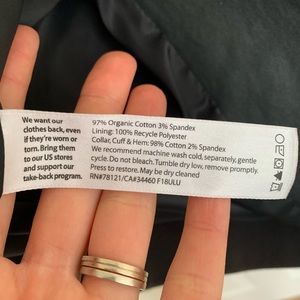 We want our
clothes back, even
if they're worn or
torn. Bring them
to our US stores
and support our
take-back program.
97% Organic Cotton 3% Spandex
Lining: 100% Recycle Polyester
Collar, Cuff & Hem: 98% Cotton 2% Spandex
We recommend machine wash cold, separately, gentle
cycle. Do not bleach. Tumble dry low, remove promptly.
Press to restore. May be dry cleaned
RN#78121/CA#34460 F18ULU